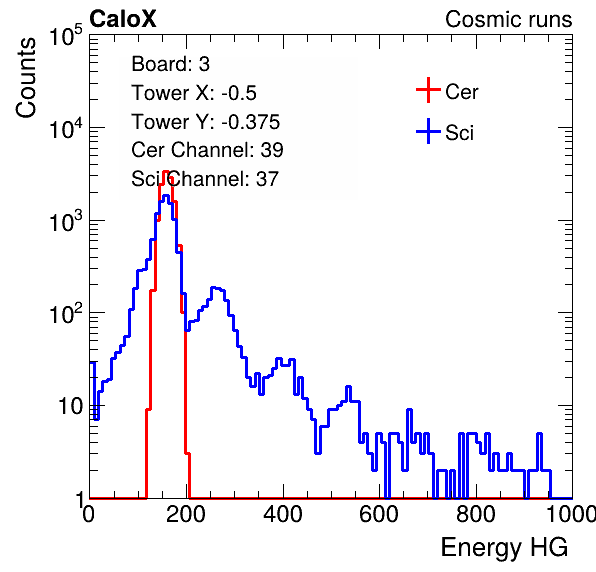 CaloX Cosmic runs
Counts
Board: 3
Tower X: -0.5
Tower Y: -0.375
Cer Channel: 39
Sci Channel: 37
Cer
Sci
10^5
10^4
10^3
10^2
10
1
0 200 400 600 800 1000
Energy HG